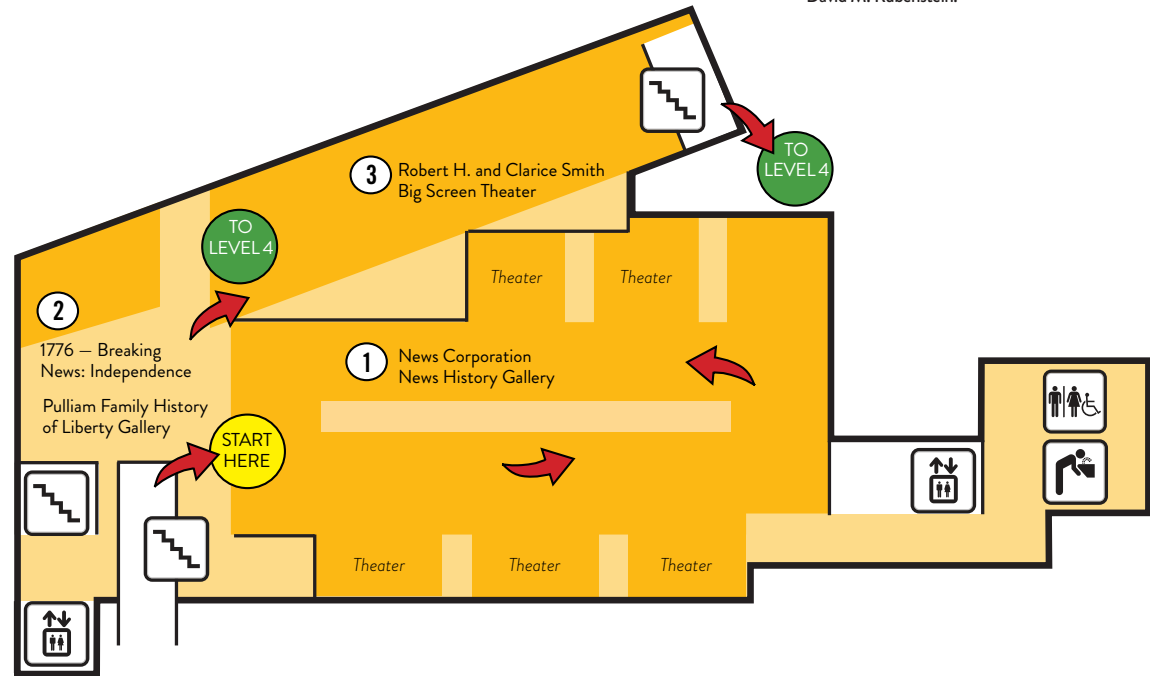 David M. Rubenstein.
TO
LEVEL 4
3
Robert H. and Clarice Smith
Big Screen Theater
TO
LEVEL 4
Theater
Theater
2
1776 — Breaking
News: Independence
1
News Corporation
News History Gallery
Pulliam Family History
of Liberty Gallery
START
HERE
Theater
Theater
Theater